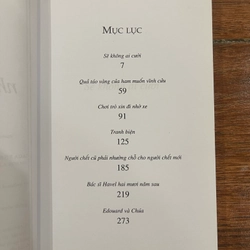 MỤC LỤC
Sẽ không ai cười
7
Quả táo vàng của ham muốn vĩnh cửu
59
Chơi trò xin đi nhờ xe
91
Tranh biện
125
Người chết cũ phải nhường chỗ cho người chết mới
185
Bác sĩ Havel hai mươi năm sau
219
Edouard và Chúa
273